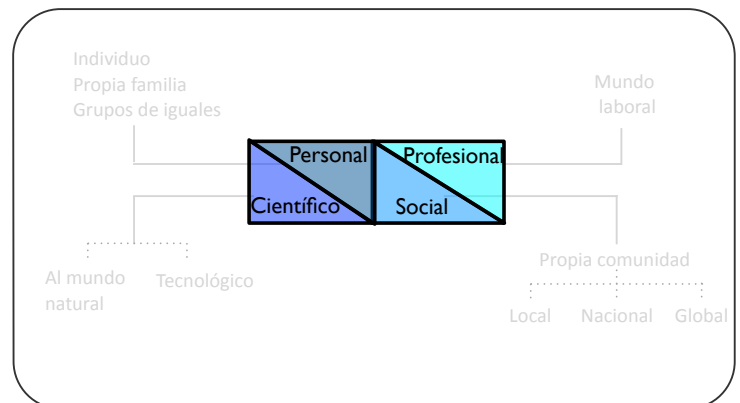 Individuo
Propia familia
Grupos de iguales
Mundo
laboral
Personal
Profesional
Científico
Social
Al mundo
natural
Tecnológico
Propia comunidad
Local
Nacional
Global